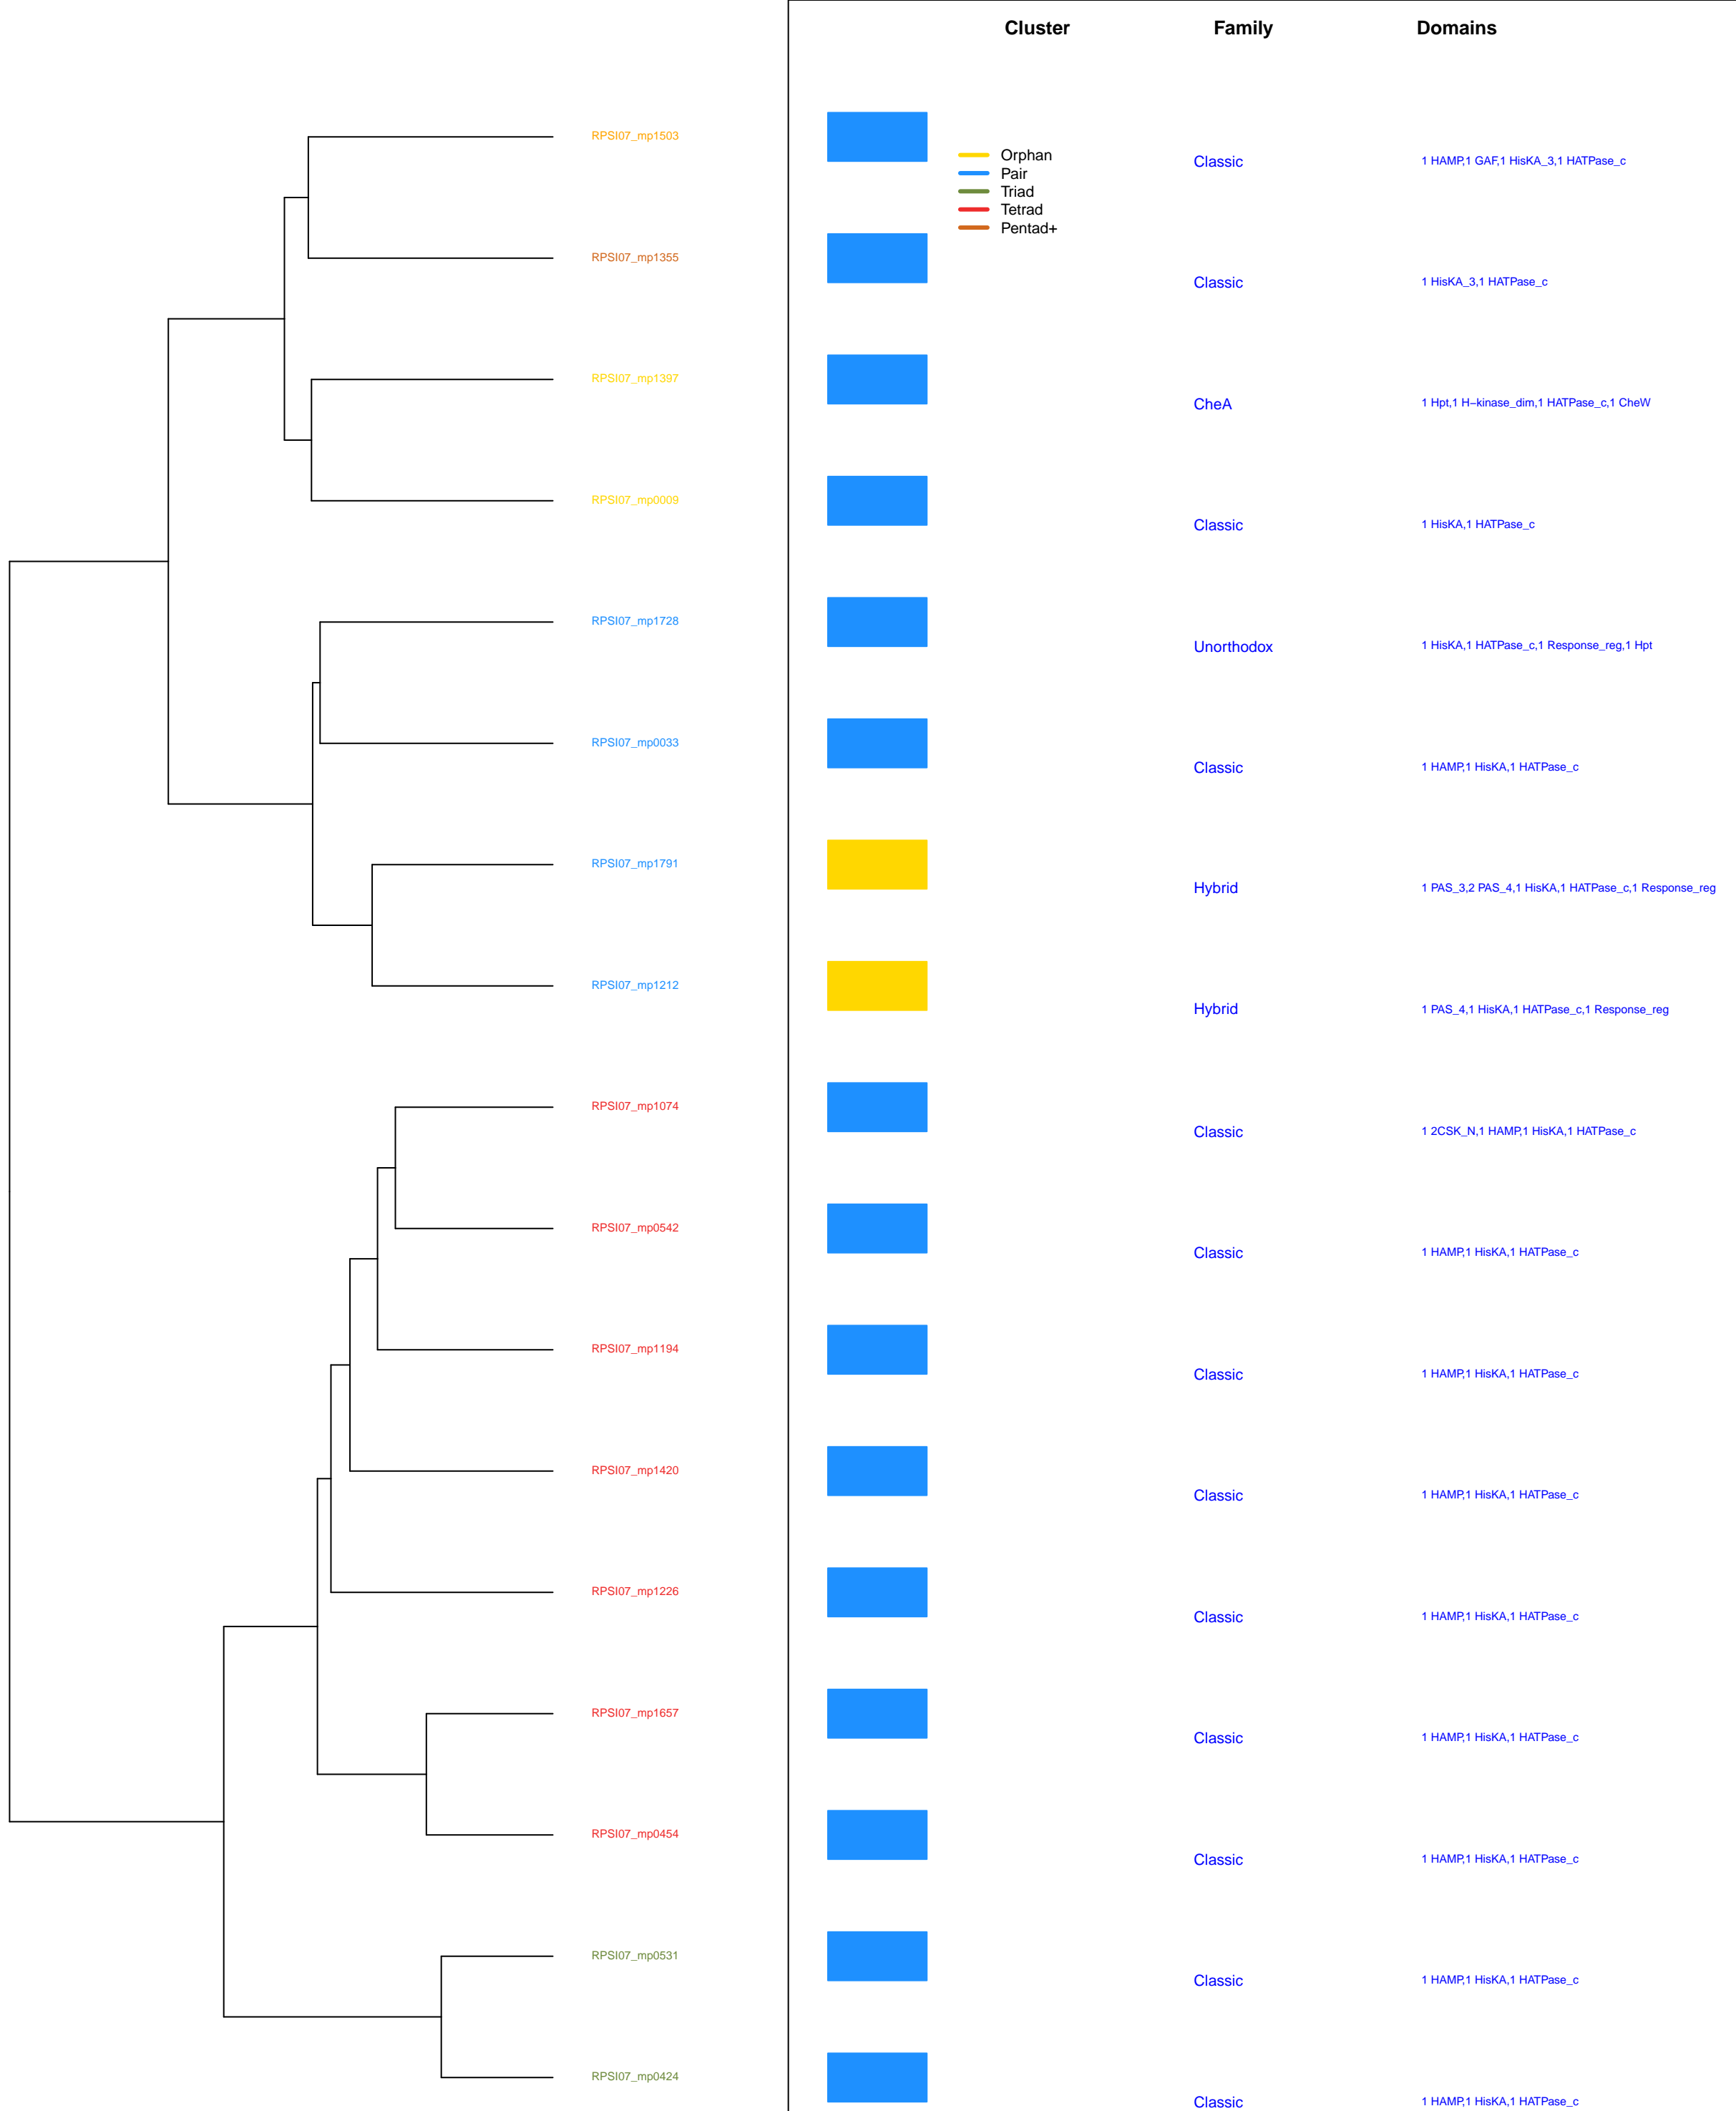 Cluster Family Domains
RPSI07_mp1503
Orphan
Classic 1 HAMP,1 GAF,1 HisKA_3,1 HATPase_c
Pair
Triad
Tetrad
Pentad+
RPSI07_mp1355
Classic 1 HisKA_3,1 HATPase_c
RPSI07_mp1397
CheA 1 Hpt,1 H−kinase_dim,1 HATPase_c,1 CheW
RPSI07_mp0009
Classic 1 HisKA,1 HATPase_c
RPSI07_mp1728
Unorthodox 1 HisKA,1 HATPase_c,1 Response_reg,1 Hpt
RPSI07_mp0033
Classic 1 HAMP,1 HisKA,1 HATPase_c
RPSI07_mp1791
Hybrid 1 PAS_3,2 PAS_4,1 HisKA,1 HATPase_c,1 Response_reg
RPSI07_mp1212
Hybrid 1 PAS_4,1 HisKA,1 HATPase_c,1 Response_reg
RPSI07_mp1074
Classic 1 2CSK_N,1 HAMP,1 HisKA,1 HATPase_c
RPSI07_mp0542
Classic 1 HAMP,1 HisKA,1 HATPase_c
RPSI07_mp1194
Classic 1 HAMP,1 HisKA,1 HATPase_c
RPSI07_mp1420
Classic 1 HAMP,1 HisKA,1 HATPase_c
RPSI07_mp1226
Classic 1 HAMP,1 HisKA,1 HATPase_c
RPSI07_mp1657
Classic 1 HAMP,1 HisKA,1 HATPase_c
RPSI07_mp0454
Classic 1 HAMP,1 HisKA,1 HATPase_c
RPSI07_mp0531
Classic 1 HAMP,1 HisKA,1 HATPase_c
RPSI07_mp0424
Classic 1 HAMP,1 HisKA,1 HATPase_c